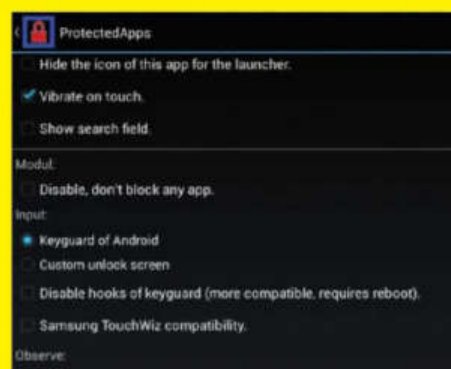 ProtectedApps
Hide the icon of this app for the launcher.
Vibrate on touch.
Show search field.
Modul:
Disable, don't block any app.
Input:
Keyguard of Android
Custom unlock screen
Disable hooks of keyguard (more compatible, requires reboot).
Samsung TouchWiz compatibility.
Observe: